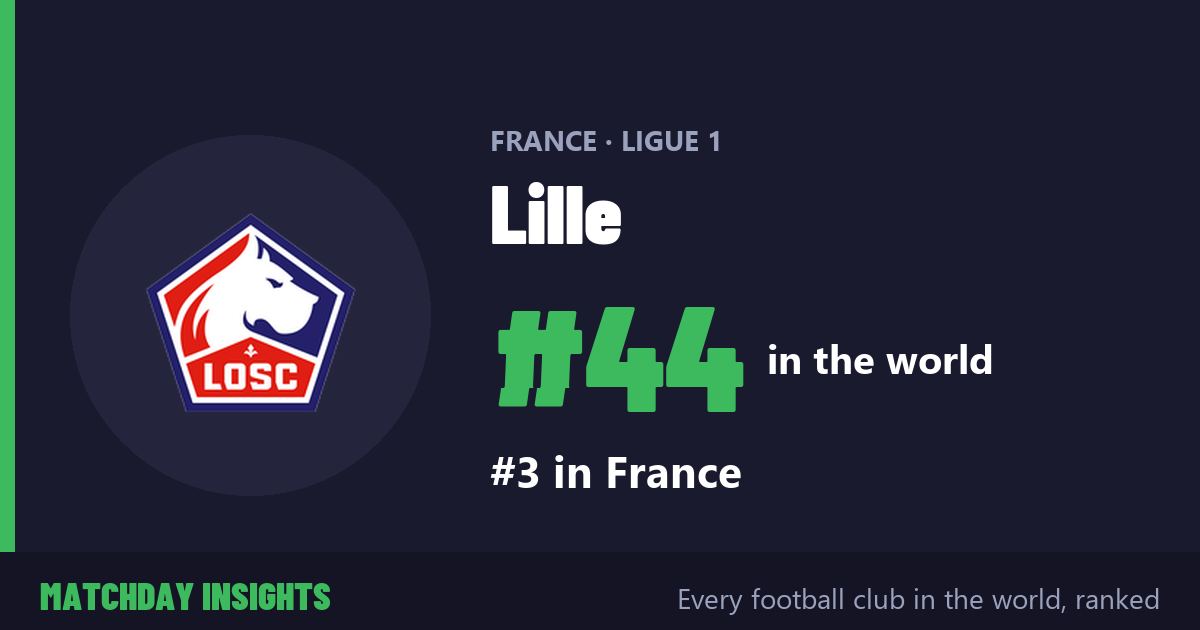 FRANCE · LIGUE 1
Lille
LOSC
#44 in the world
#3 in France
MATCHDAY INSIGHTS
Every football club in the world, ranked